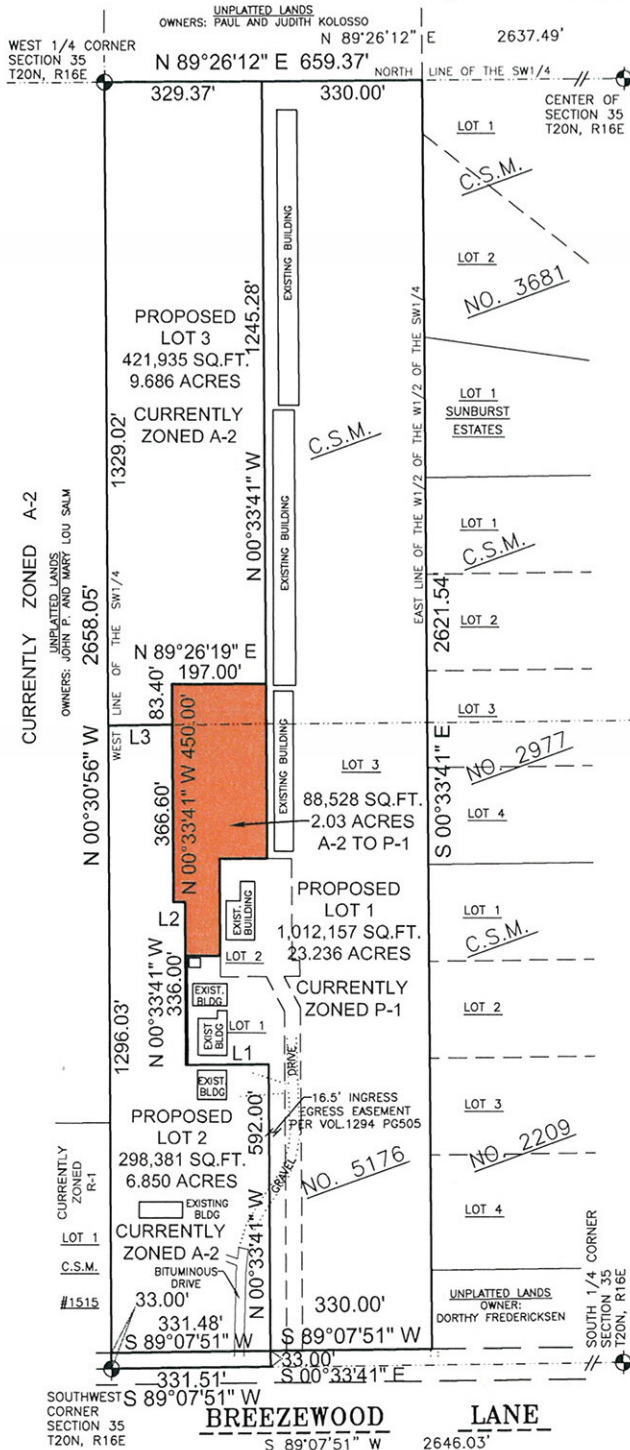 UNPLATTED LANDS
OWNERS: PAUL AND JUDITH KOLOSSO
N 89°26'12" E 2637.49'
WEST 1/4 CORNER
SECTION 35
T20N, R16E
N 89°26'12" E 659.37'
NORTH LINE OF THE SW1/4
329.37'
330.00'
CENTER OF
SECTION 35
T20N, R16E
LOT 1
C.S.M.
LOT 2
NO. 3681
EXISTING BUILDING
PROPOSED
LOT 3
421,935 SQ.FT.
9.686 ACRES
CURRENTLY
ZONED A-2
1245.28'
N 00°33'41" W
1329.02'
C.S.M.
EXISTING BUILDING
EAST LINE OF THE W1/2 OF THE W1/2 OF THE SW1/4
LOT 1
SUNBURST
ESTATES
LOT 1
C.S.M.
LOT 2
2621.54'
S 00°33'41" E
CURRENTLY ZONED A-2
UNPLATTED LANDS
OWNERS: JOHN P. AND MARY LOU SALM
2658.05'
N 00°30'56" W
WEST LINE OF THE SW1/4
N 89°26'19" E
197.00'
83.40'
L3
366.60'
N 00°33'41" W 450.00'
EXISTING BUILDING
LOT 3
88,528 SQ.FT.
2.03 ACRES
A-2 TO P-1
LOT 3
NO. 2977
LOT 4
PROPOSED
LOT 1
1,012,157 SQ.FT.
23.236 ACRES
CURRENTLY
ZONED P-1
EXIST.
BUILDING
L2
LOT 2
N 00°33'41" W
336.00'
EXIST.
BLDG
EXIST
BLDG
LOT 1
L1
EXIST.
BLDG
1296.03'
LOT 1
C.S.M.
LOT 2
LOT 3
NO. 2209
LOT 4
DRIVE
GRAVEL
16.5' INGRESS
EGRESS EASEMENT
PER VOL.1294 PG505
NO. 5176
592.00'
N 00°33'41" W
PROPOSED
LOT 2
298,381 SQ.FT.
6.850 ACRES
EXISTING
BLDG
CURRENTLY
ZONED A-2
BITUMINOUS
DRIVE
CURRENTLY
ZONED
R-1
LOT 1
C.S.M.
#1515
33.00'
331.48'
S 89°07'51" W
330.00'
S 89°07'51" W
33.00'
S 00°33'41" E
331.51'
S 89°07'51" W
UNPLATTED LANDS
OWNER:
DORTHY FREDERICKSEN
SOUTH 1/4 CORNER
SECTION 35
T20N, R16E
SOUTHWEST
CORNER
SECTION 35
T20N, R16E
BREEZEWOOD LANE
S 89°07'51" W 2646.03'